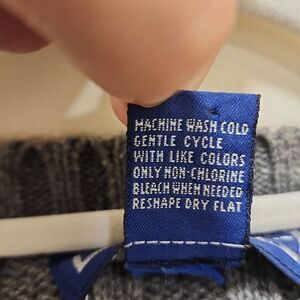 MACHINE WASH COLD
GENTLE CYCLE
WITH LIKE COLORS
ONLY NON-CHLORINE
BLEACH WHEN NEEDED
RESHAPE DRY FLAT